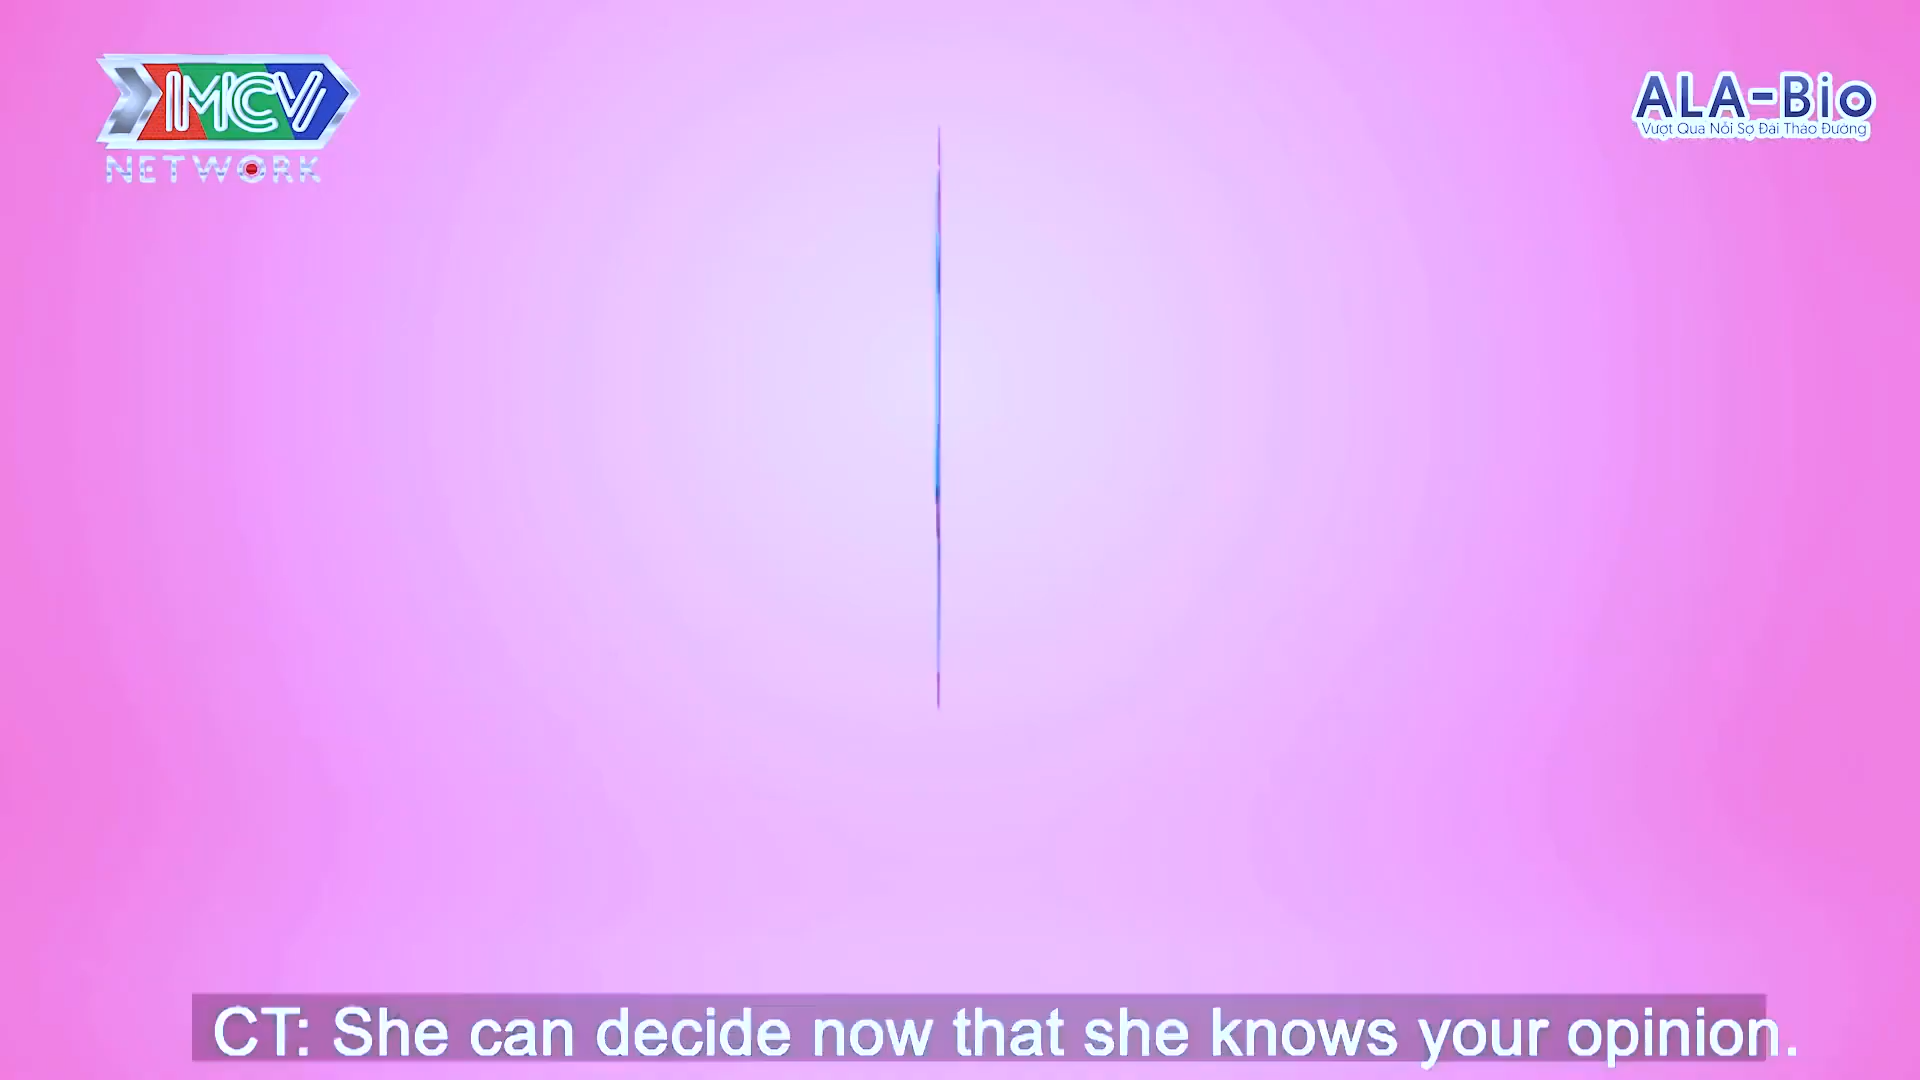 MCV
NETWORK
ALA-Bio
Vượt Qua Nỗi Sợ Đái Tháo Đường
CT: She can decide now that she knows your opinion.